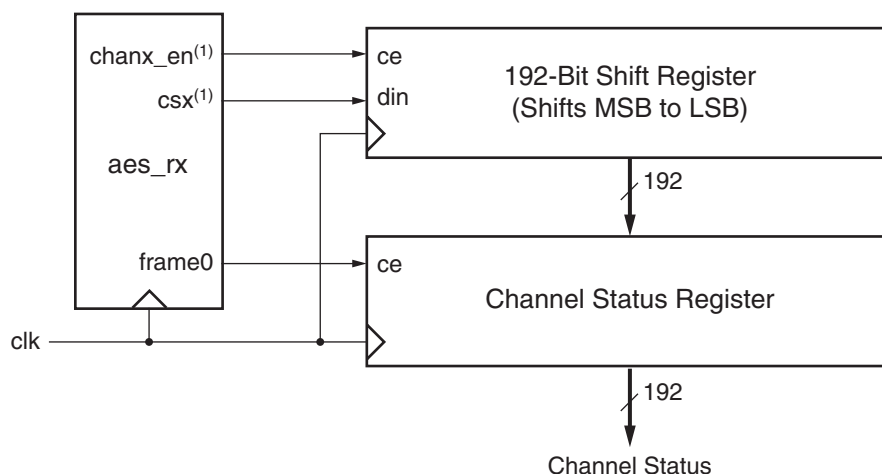 chanx_en(1)
csx(1)
aes_rx
frame0
clk
ce
din
192-Bit Shift Register
(Shifts MSB to LSB)
192
ce
Channel Status Register
192
Channel Status